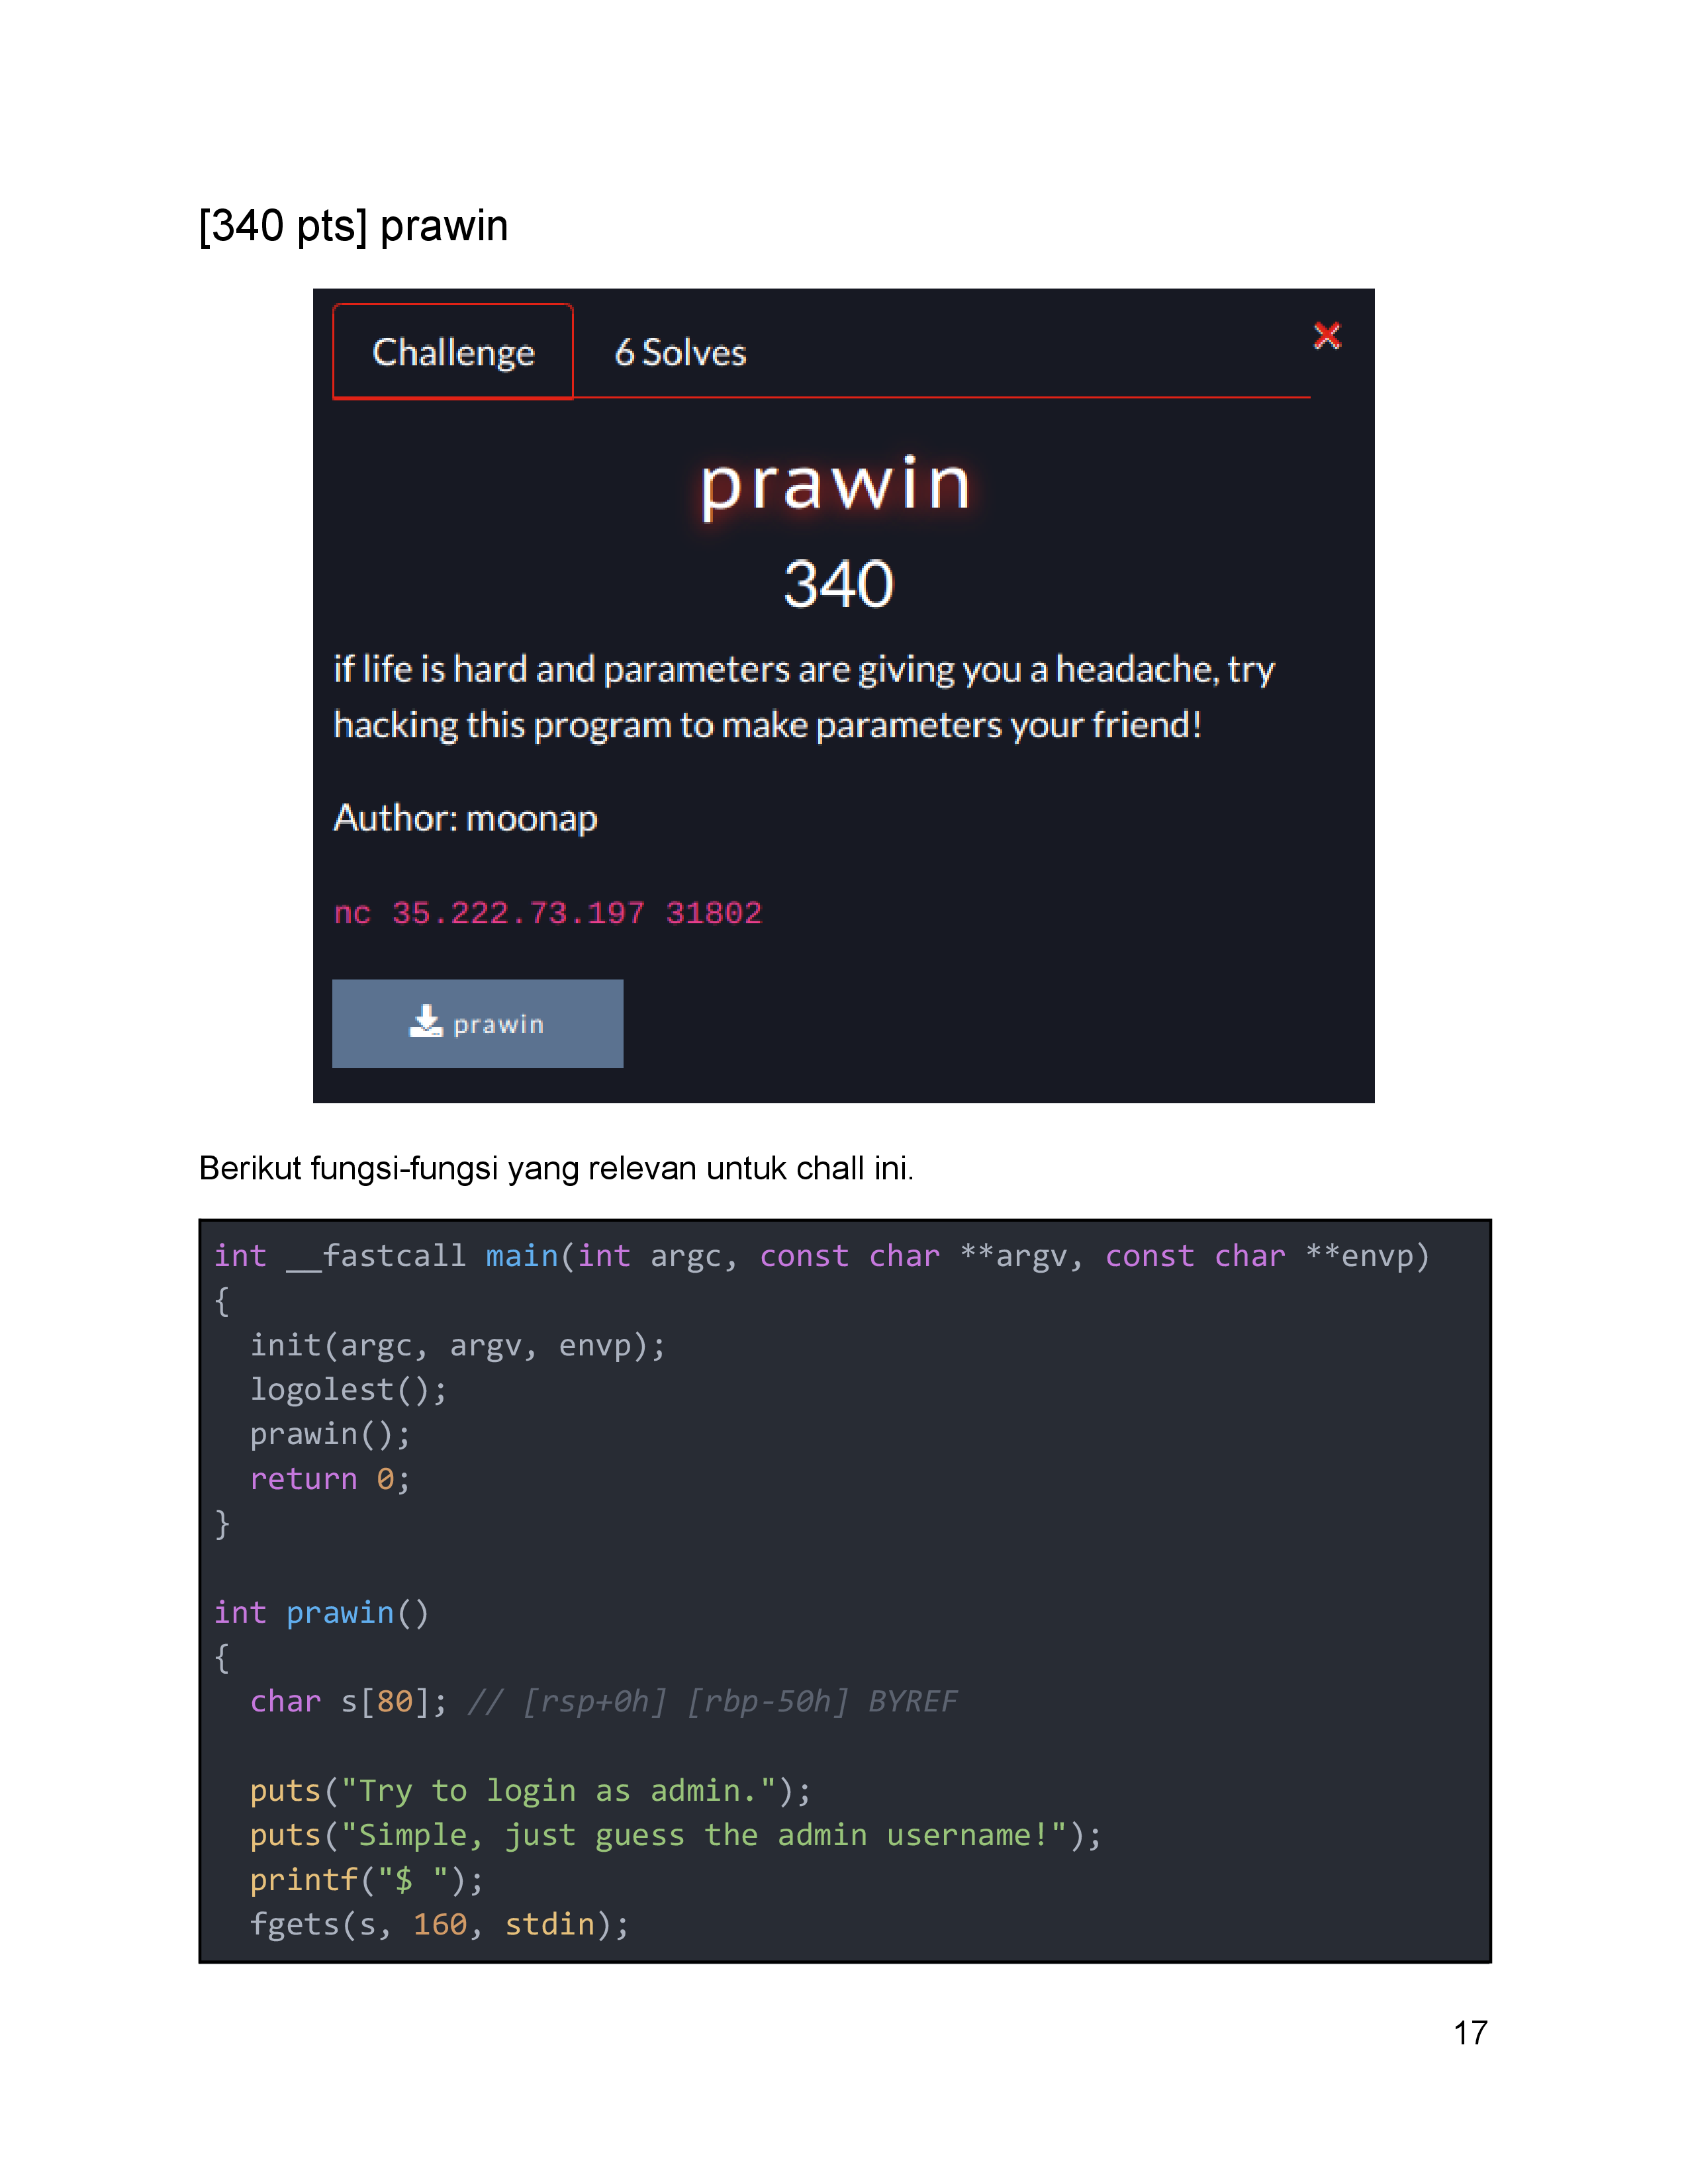 [340 pts] prawin
Challenge
6 Solves
prawin
340
if life is hard and parameters are giving you a headache, try
hacking this program to make parameters your friend!
Author: moonap
nc 35.222.73.197 31802
prawin
Berikut fungsi-fungsi yang relevan untuk chall ini.
int __fastcall main(int argc, const char **argv, const char **envp)
{
  init(argc, argv, envp);
  logolest();
  prawin();
  return 0;
}
int prawin()
{
  char s[80]; // [rsp+0h] [rbp-50h] BYREF
  puts("Try to login as admin.");
  puts("Simple, just guess the admin username!");
  printf("$ ");
  fgets(s, 160, stdin);
17